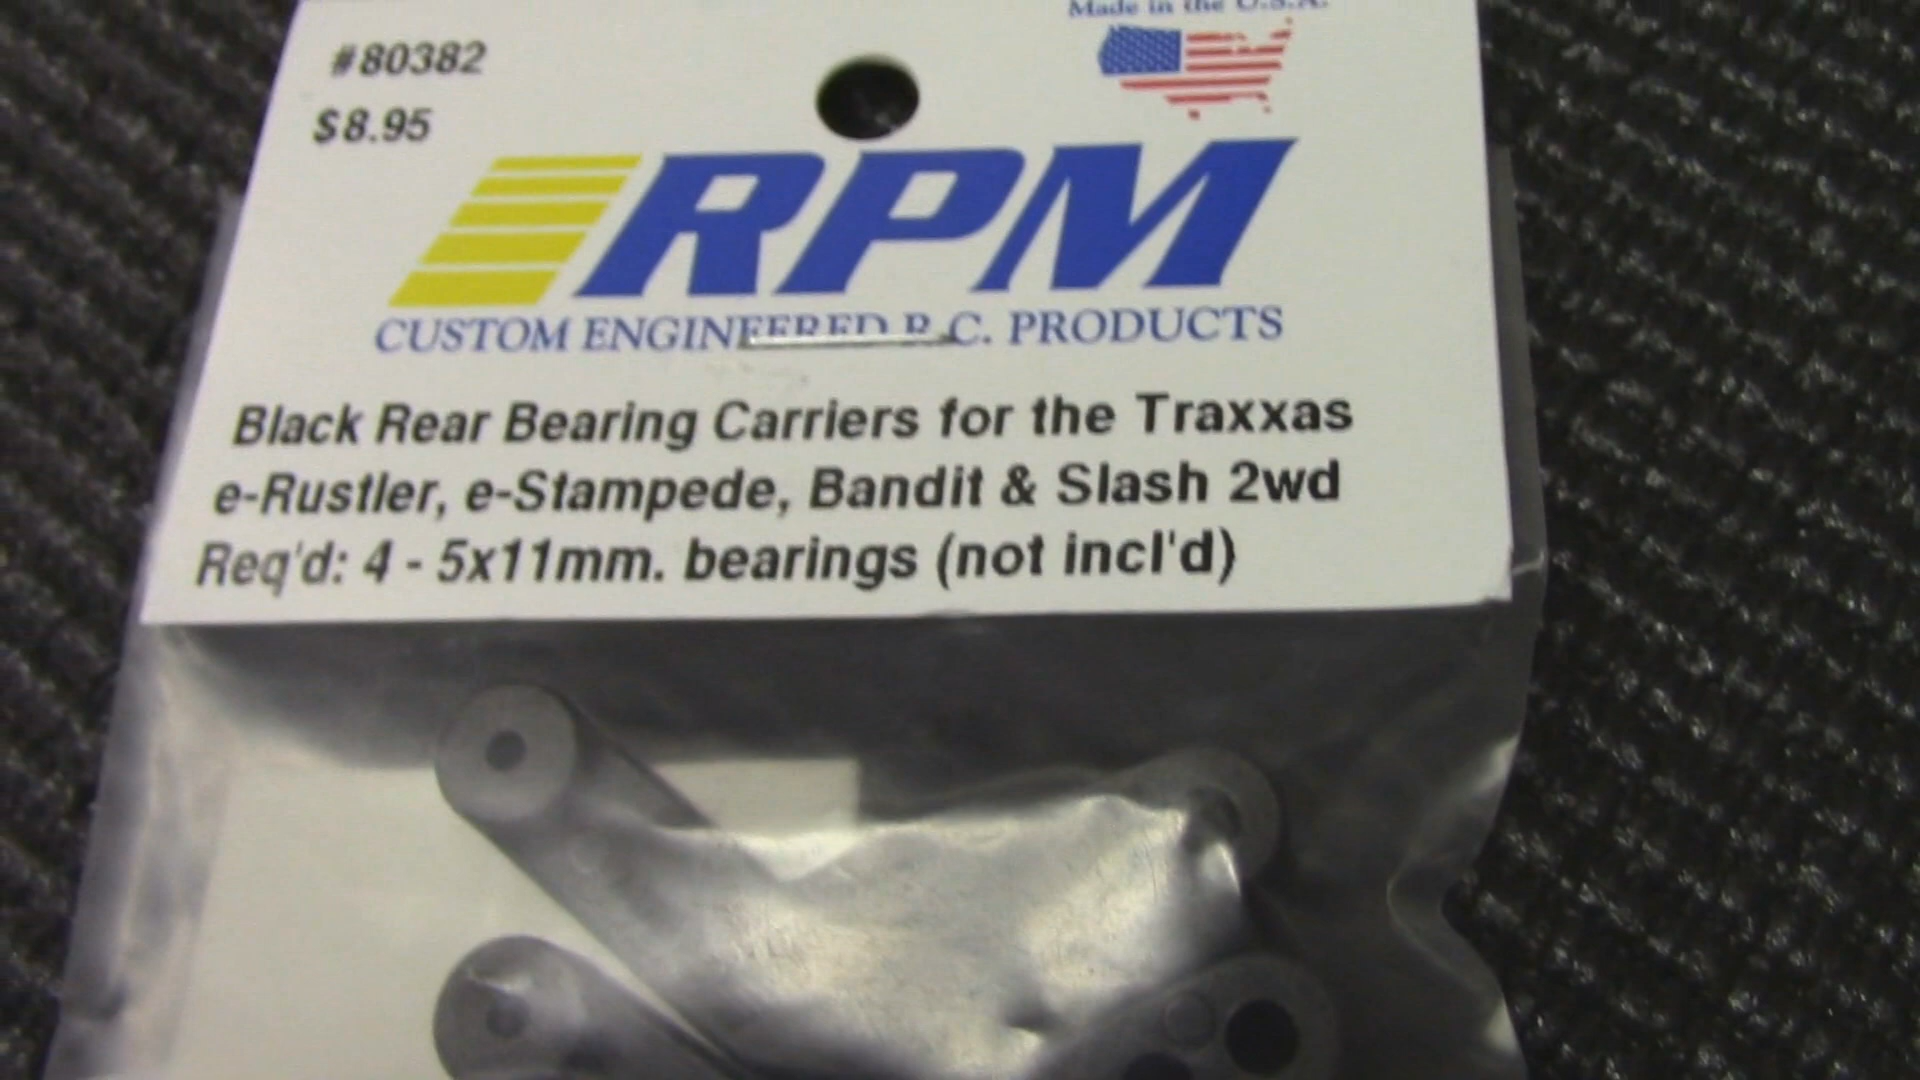 Made in the U.S.A.
#80382
$8.95
RPM
CUSTOM ENGINEERED R.C. PRODUCTS
Black Rear Bearing Carriers for the Traxxas
e-Rustler, e-Stampede, Bandit & Slash 2wd
Req'd: 4 - 5x11mm. bearings (not incl'd)